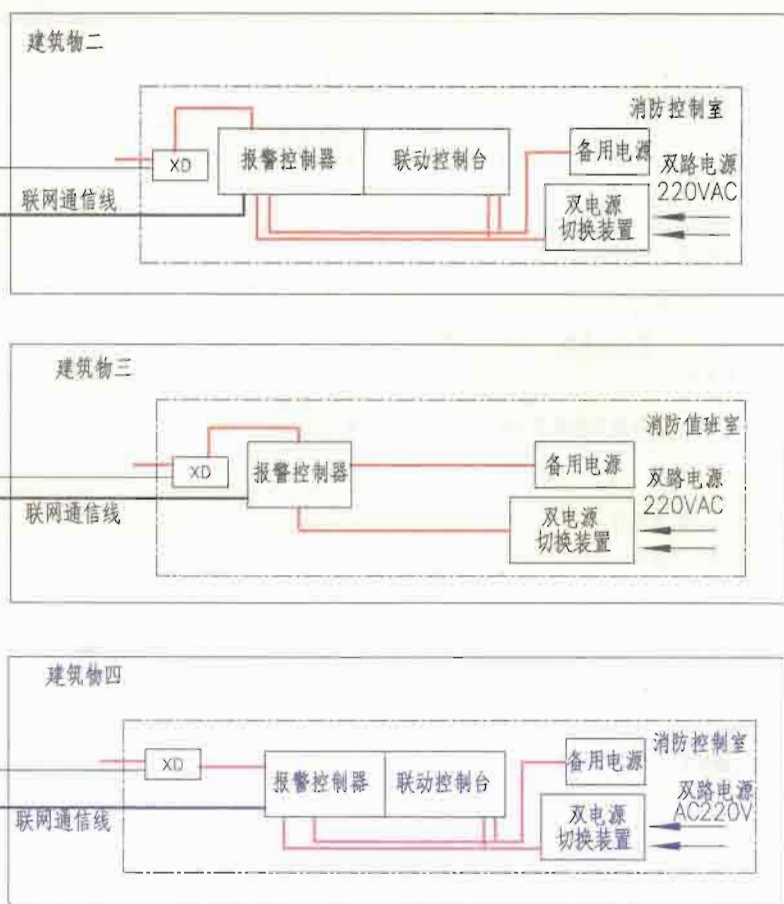 建筑物二
消防控制室
XD
报警控制器
联动控制台
备用电源
双路电源
220VAC
联网通信线
双电源
切换装置
建筑物三
消防值班室
XD
报警控制器
备用电源
双路电源
220VAC
联网通信线
双电源
切换装置
建筑物四
消防控制室
XD
报警控制器
联动控制台
备用电源
双路电源
AC220V
联网通信线
双电源
切换装置